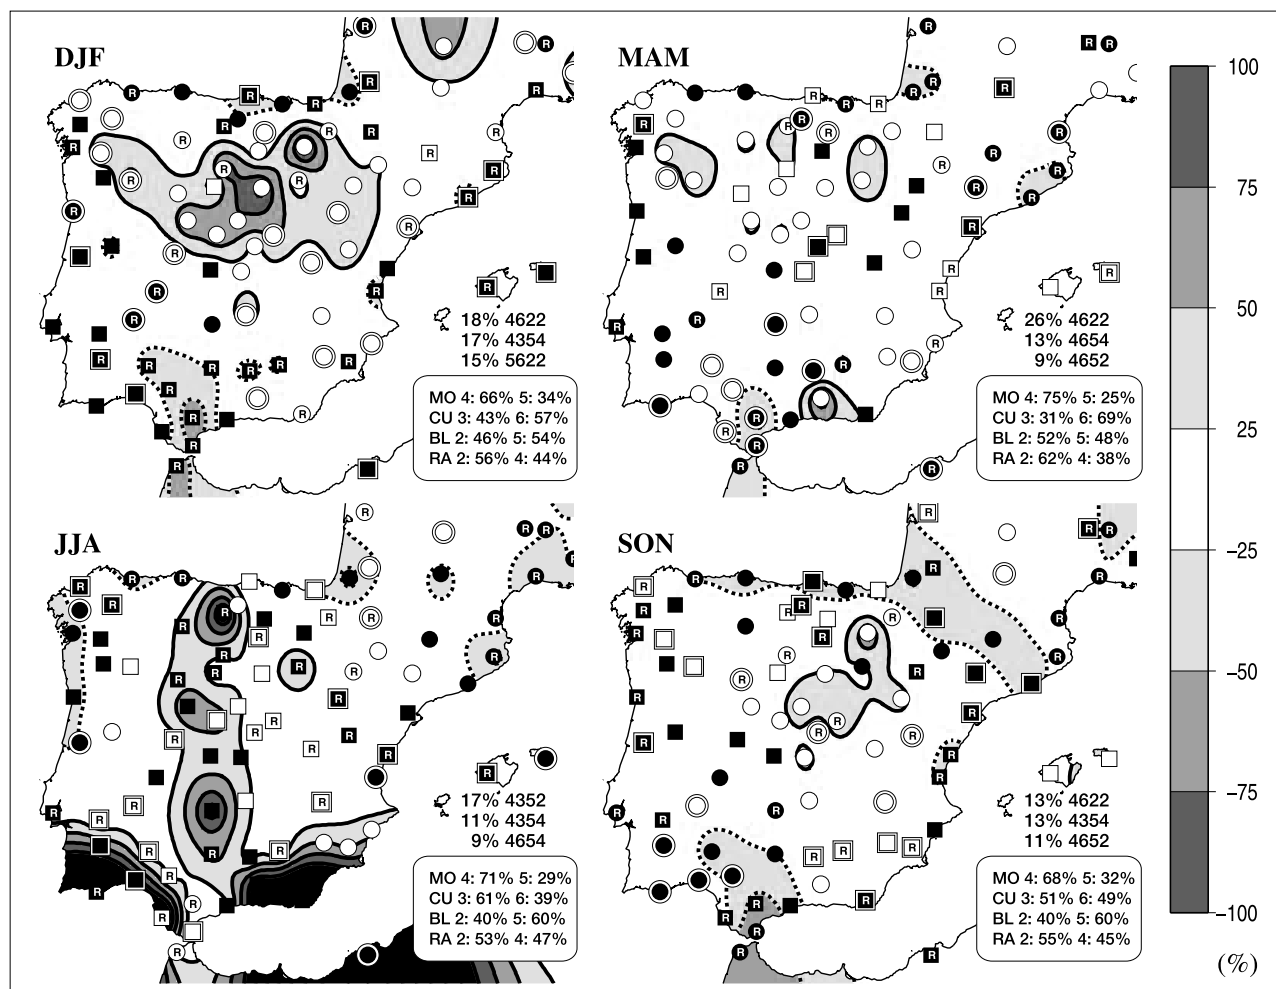 DJF
18% 4622
17% 4354
15% 5622
MO 4: 66% 5: 34%
CU 3: 43% 6: 57%
BL 2: 46% 5: 54%
RA 2: 56% 4: 44%
MAM
26% 4622
13% 4654
9% 4652
MO 4: 75% 5: 25%
CU 3: 31% 6: 69%
BL 2: 52% 5: 48%
RA 2: 62% 4: 38%
JJA
17% 4352
11% 4354
9% 4654
MO 4: 71% 5: 29%
CU 3: 61% 6: 39%
BL 2: 40% 5: 60%
RA 2: 53% 4: 47%
SON
13% 4622
13% 4354
11% 4652
MO 4: 68% 5: 32%
CU 3: 51% 6: 49%
BL 2: 40% 5: 60%
RA 2: 55% 4: 45%
100
75
50
25
−25
−50
−75
−100
(%)